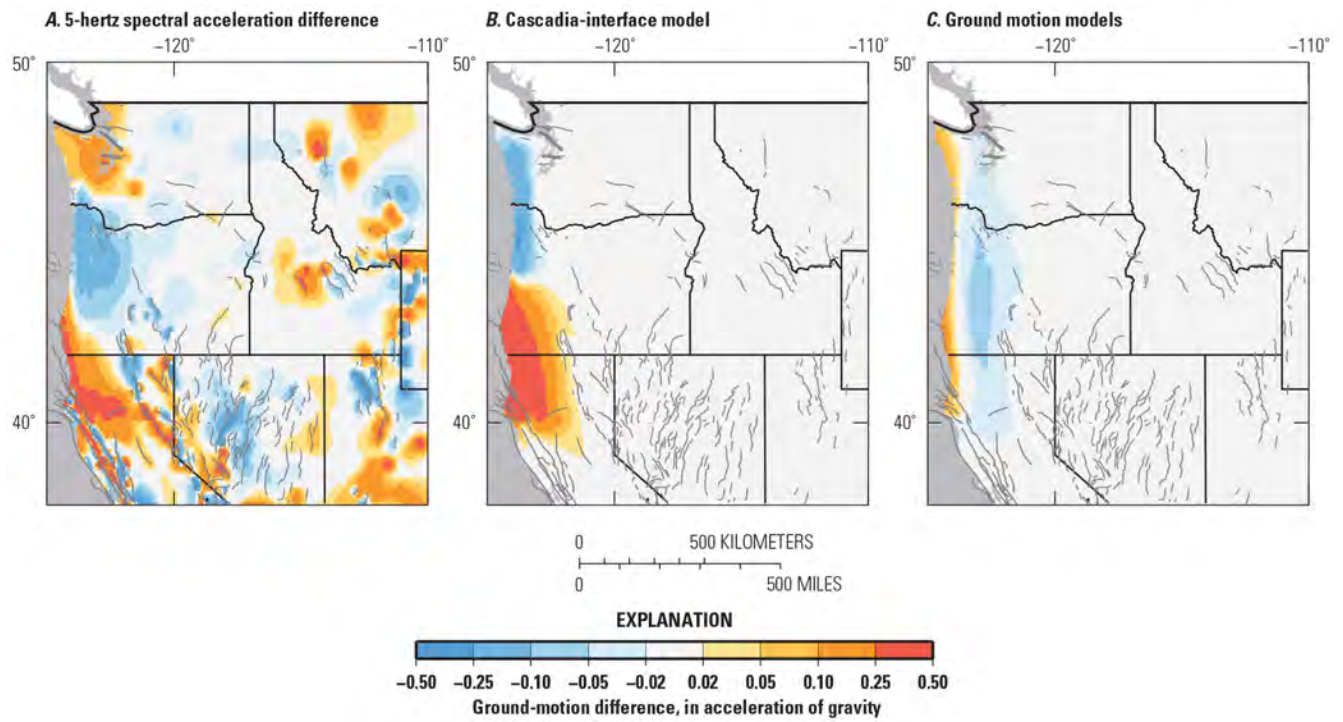 A. 5-hertz spectral acceleration difference
B. Cascadia-interface model
C. Ground motion models
−120° −110°
−120° −110°
−120° −110°
50°
50°
50°
40°
40°
40°
0 500 KILOMETERS
0 500 MILES
EXPLANATION
−0.50 −0.25 −0.10 −0.05 −0.02 0.02 0.05 0.10 0.25 0.50
Ground-motion difference, in acceleration of gravity